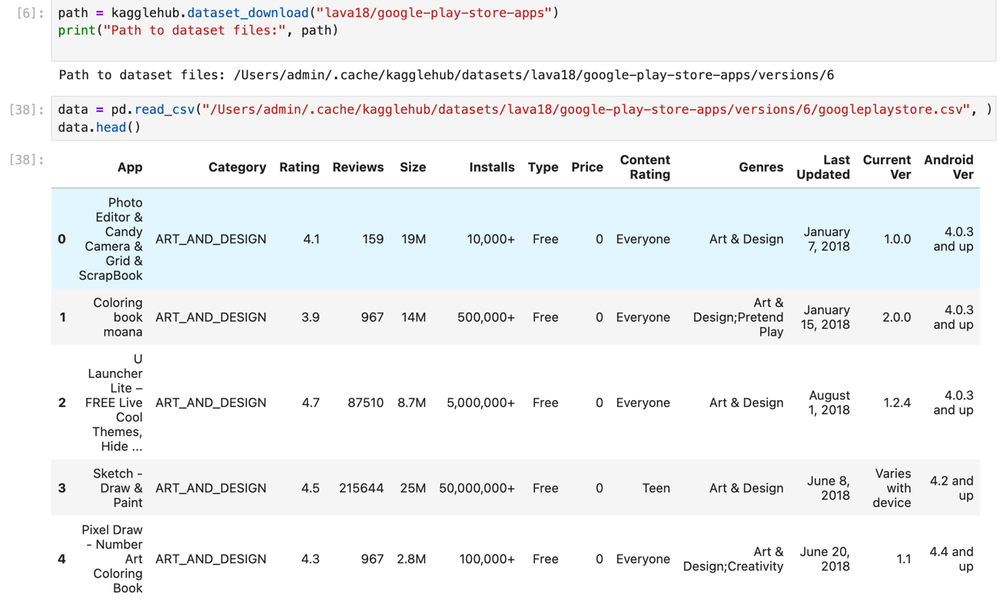 [6]: path = kagglehub.dataset_download("lava18/google-play-store-apps")
print("Path to dataset files:", path)
Path to dataset files: /Users/admin/.cache/kagglehub/datasets/lava18/google-play-store-apps/versions/6
[38]: data = pd.read_csv("/Users/admin/.cache/kagglehub/datasets/lava18/google-play-store-apps/versions/6/googleplaystore.csv", )
data.head()
[38]:
App Category Rating Reviews Size Installs Type Price Content Rating Genres Last Updated Current Ver Android Ver
0 Photo Editor & Candy Camera & Grid & ScrapBook ART_AND_DESIGN 4.1 159 19M 10,000+ Free 0 Everyone Art & Design January 7, 2018 1.0.0 4.0.3 and up
1 Coloring book moana ART_AND_DESIGN 3.9 967 14M 500,000+ Free 0 Everyone Art & Design;Pretend Play January 15, 2018 2.0.0 4.0.3 and up
2 U Launcher Lite – FREE Live Cool Themes, Hide ... ART_AND_DESIGN 4.7 87510 8.7M 5,000,000+ Free 0 Everyone Art & Design August 1, 2018 1.2.4 4.0.3 and up
3 Sketch - Draw & Paint ART_AND_DESIGN 4.5 215644 25M 50,000,000+ Free 0 Teen Art & Design June 8, 2018 Varies with device 4.2 and up
4 Pixel Draw - Number Art Coloring Book ART_AND_DESIGN 4.3 967 2.8M 100,000+ Free 0 Everyone Art & Design;Creativity June 20, 2018 1.1 4.4 and up